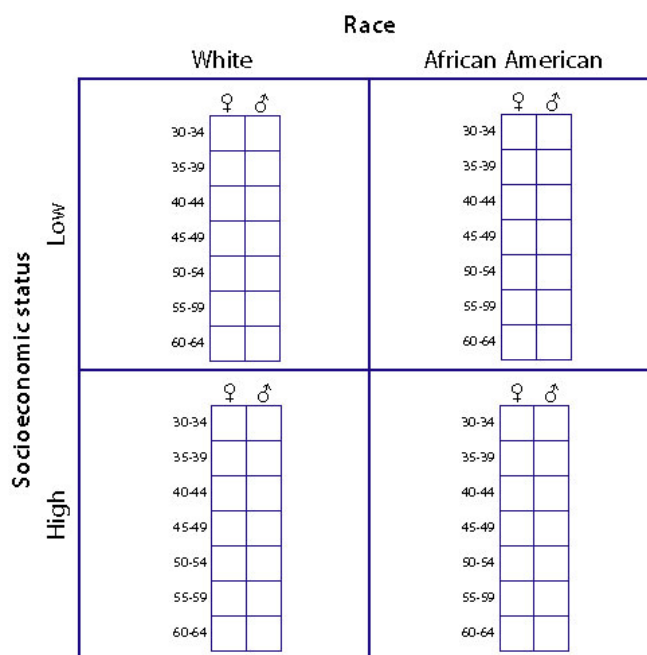 Race
White African American
Socioeconomic status
Low
♀ ♂ ♀ ♂
30-34 30-34
35-39 35-39
40-44 40-44
45-49 45-49
50-54 50-54
55-59 55-59
60-64 60-64
High
♀ ♂ ♀ ♂
30-34 30-34
35-39 35-39
40-44 40-44
45-49 45-49
50-54 50-54
55-59 55-59
60-64 60-64